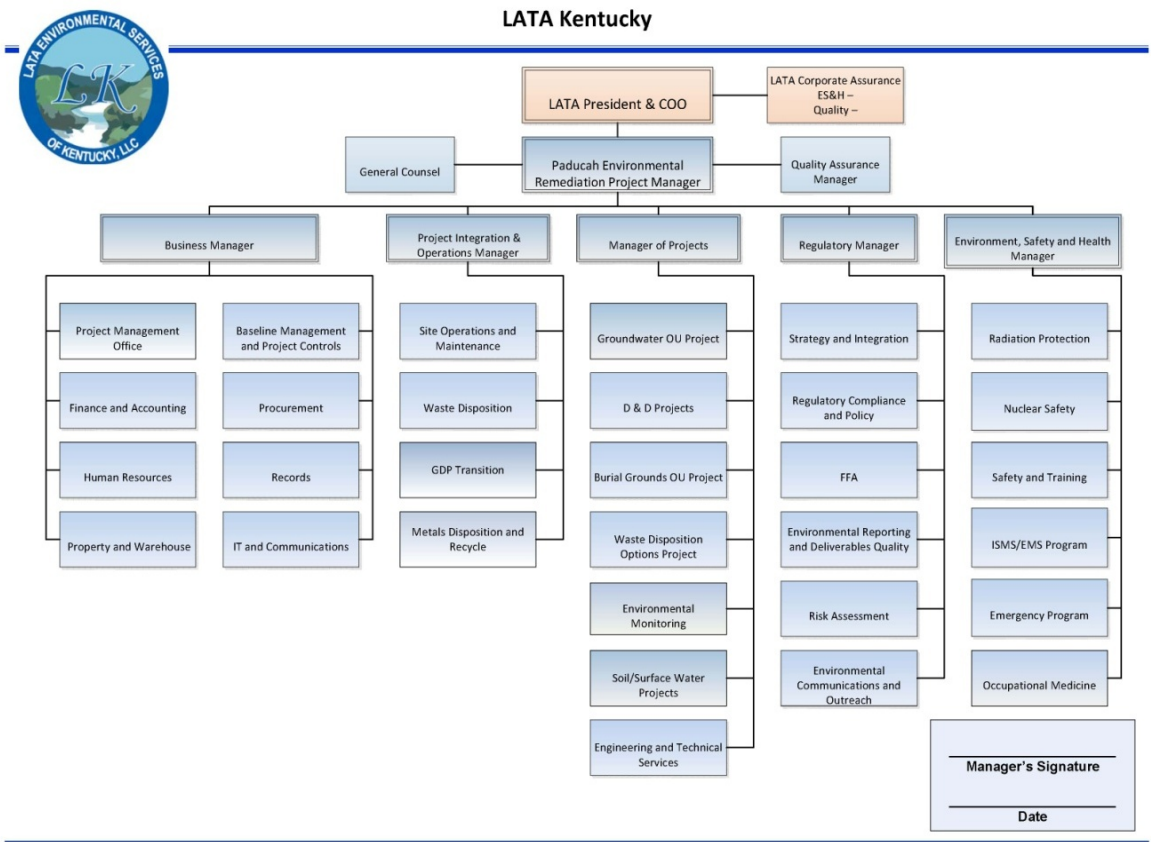 LATA Kentucky
LATA ENVIRONMENTAL SERVICES
LK
OF KENTUCKY, LLC
LATA President & COO
LATA Corporate Assurance
ES&H –
Quality –
General Counsel
Paducah Environmental
Remediation Project Manager
Quality Assurance
Manager
Business Manager
Project Integration &
Operations Manager
Manager of Projects
Regulatory Manager
Environment, Safety and Health
Manager
Project Management
Office
Finance and Accounting
Human Resources
Property and Warehouse
Baseline Management
and Project Controls
Procurement
Records
IT and Communications
Site Operations and
Maintenance
Waste Disposition
GDP Transition
Metals Disposition and
Recycle
Groundwater OU Project
D & D Projects
Burial Grounds OU Project
Waste Disposition
Options Project
Environmental
Monitoring
Soil/Surface Water
Projects
Engineering and Technical
Services
Strategy and Integration
Regulatory Compliance
and Policy
FFA
Environmental Reporting
and Deliverables Quality
Risk Assessment
Environmental
Communications and
Outreach
Radiation Protection
Nuclear Safety
Safety and Training
ISMS/EMS Program
Emergency Program
Occupational Medicine
Manager's Signature
Date